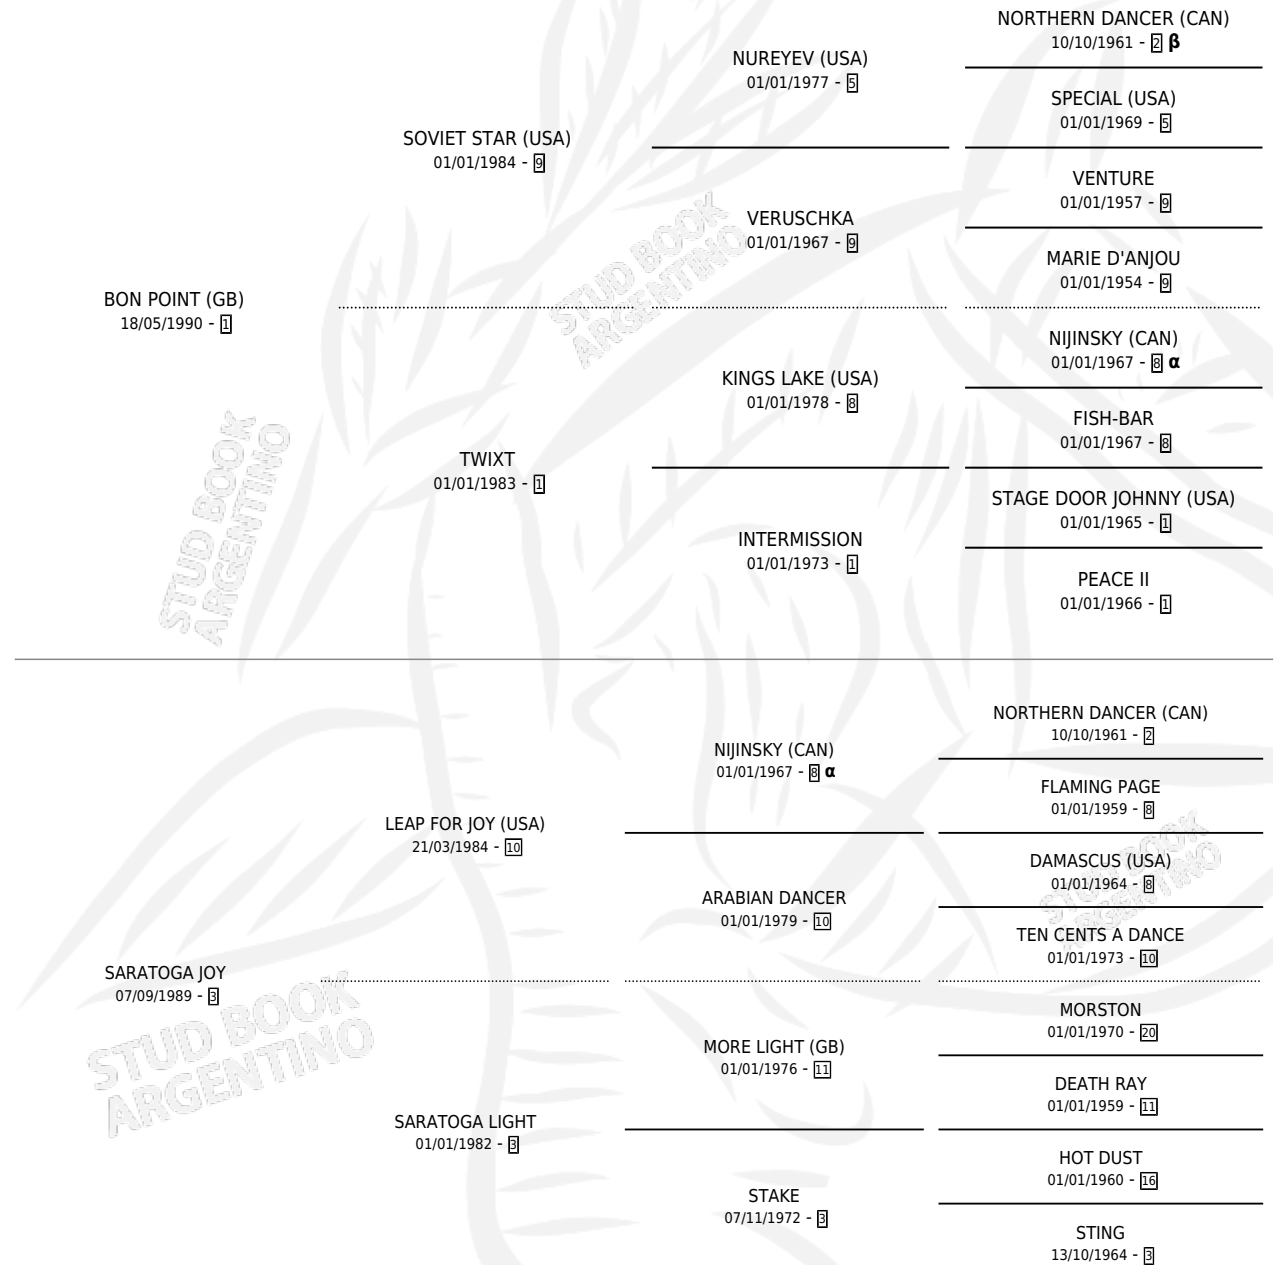 NORTHERN DANCER (CAN)
10/10/1961 - 2 β
NUREYEV (USA)
01/01/1977 - 5
SPECIAL (USA)
01/01/1969 - 5
SOVIET STAR (USA)
01/01/1984 - 9
VENTURE
01/01/1957 - 9
VERUSCHKA
01/01/1967 - 9
MARIE D'ANJOU
01/01/1954 - 9
BON POINT (GB)
18/05/1990 - 1
NIJINSKY (CAN)
01/01/1967 - 8 α
KINGS LAKE (USA)
01/01/1978 - 8
FISH-BAR
01/01/1967 - 8
TWIXT
01/01/1983 - 1
STAGE DOOR JOHNNY (USA)
01/01/1965 - 1
INTERMISSION
01/01/1973 - 1
PEACE II
01/01/1966 - 1
STUD BOOK
ARGENTINO
STUD BOOK
ARGENTINO
NORTHERN DANCER (CAN)
10/10/1961 - 2
NIJINSKY (CAN)
01/01/1967 - 8 α
FLAMING PAGE
01/01/1959 - 8
LEAP FOR JOY (USA)
21/03/1984 - 10
DAMASCUS (USA)
01/01/1964 - 8
ARABIAN DANCER
01/01/1979 - 10
TEN CENTS A DANCE
01/01/1973 - 10
SARATOGA JOY
07/09/1989 - 3
MORSTON
01/01/1970 - 20
MORE LIGHT (GB)
01/01/1976 - 11
DEATH RAY
01/01/1959 - 11
SARATOGA LIGHT
01/01/1982 - 3
HOT DUST
01/01/1960 - 16
STAKE
07/11/1972 - 3
STING
13/10/1964 - 3
STUD BOOK
ARGENTINO
STUD BOOK
ARGENTINO